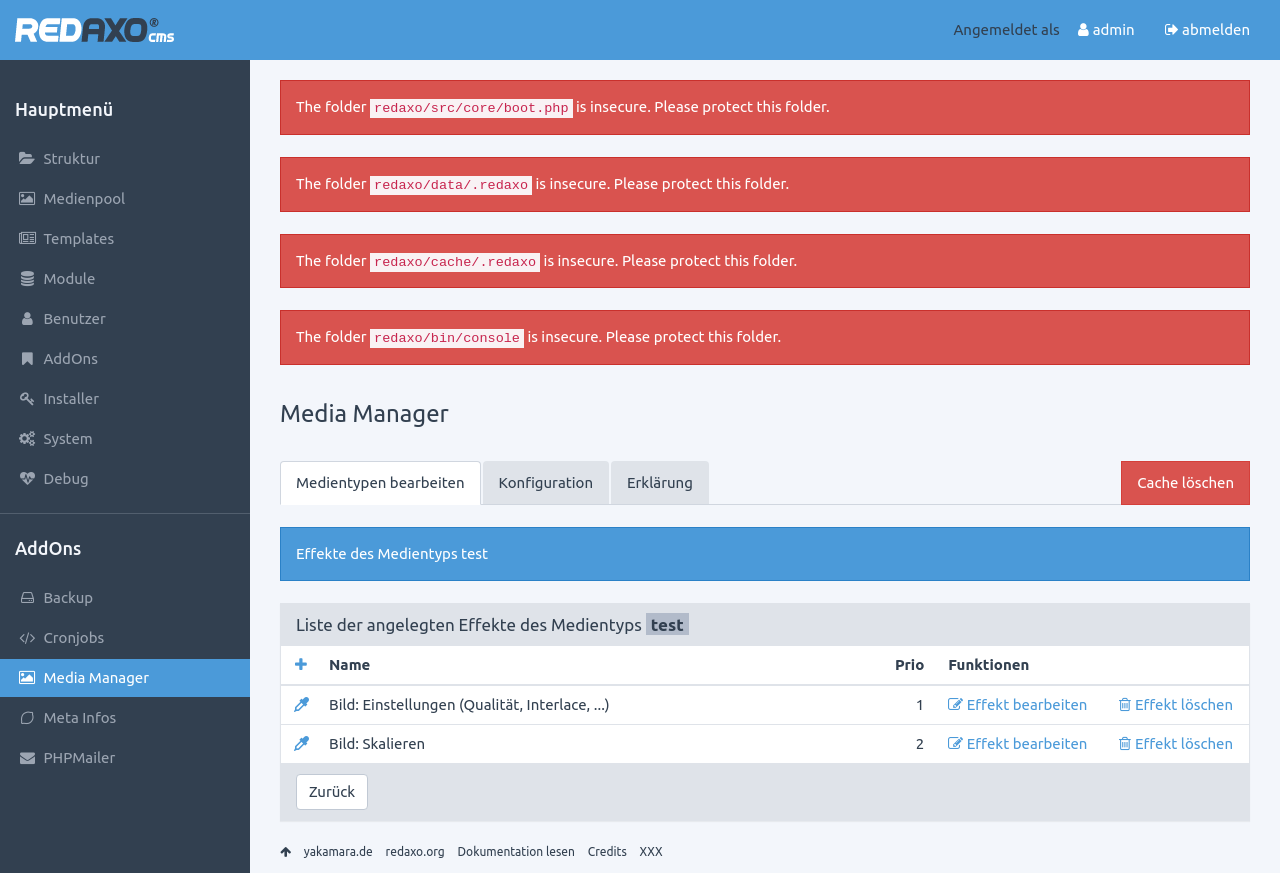 REDAXO® cms
Angemeldet als admin abmelden
Hauptmenü
Struktur
Medienpool
Templates
Module
Benutzer
AddOns
Installer
System
Debug
AddOns
Backup
Cronjobs
Media Manager
Meta Infos
PHPMailer
The folder redaxo/src/core/boot.php is insecure. Please protect this folder.
The folder redaxo/data/.redaxo is insecure. Please protect this folder.
The folder redaxo/cache/.redaxo is insecure. Please protect this folder.
The folder redaxo/bin/console is insecure. Please protect this folder.
Media Manager
Medientypen bearbeiten Konfiguration Erklärung Cache löschen
Effekte des Medientyps test
Liste der angelegten Effekte des Medientyps test
Name Prio Funktionen
Bild: Einstellungen (Qualität, Interlace, ...) 1 Effekt bearbeiten Effekt löschen
Bild: Skalieren 2 Effekt bearbeiten Effekt löschen
Zurück
yakamara.de redaxo.org Dokumentation lesen Credits XXX